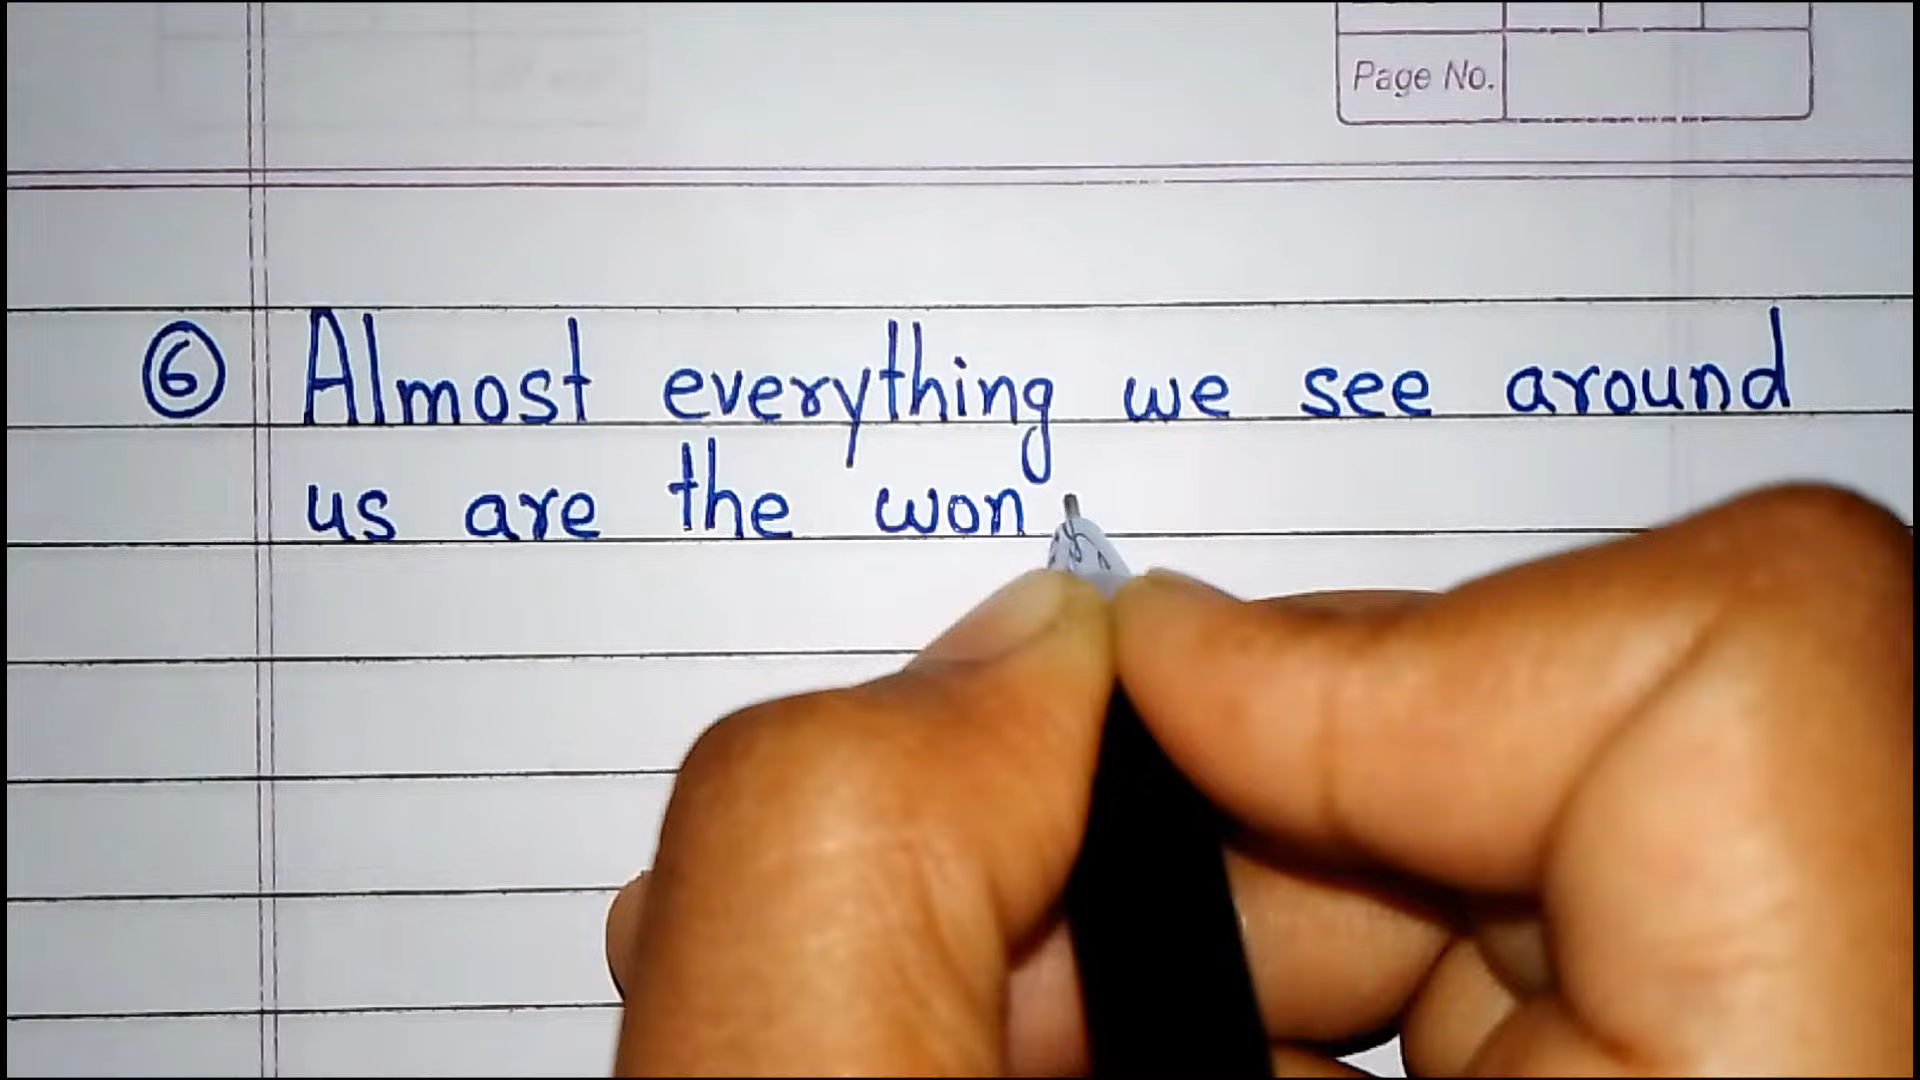 Page No.
⑥ Almost everything we see around
us are the won